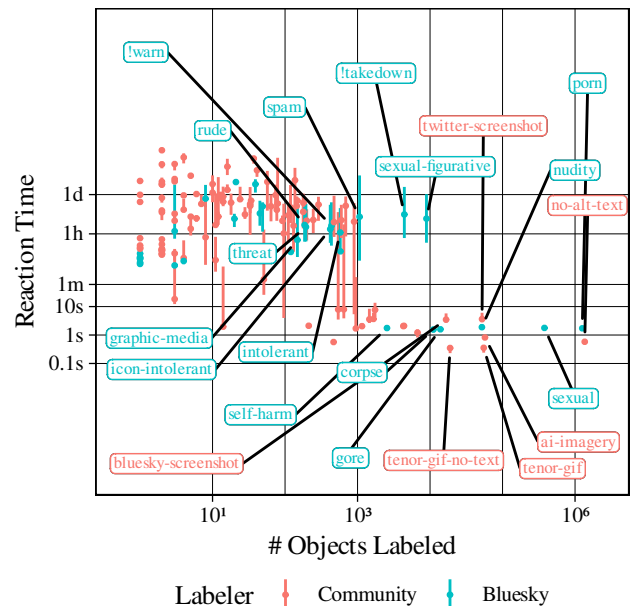 !warn
!takedown
porn
spam
rude
twitter-screenshot
sexual-figurative
nudity
no-alt-text
1d
1h
threat
1m
10s
graphic-media
1s
icon-intolerant
intolerant
corpse
0.1s
self-harm
sexual
bluesky-screenshot
gore
tenor-gif-no-text
ai-imagery
tenor-gif
Reaction Time
10¹
10³
10⁶
# Objects Labeled
Labeler
Community
Bluesky